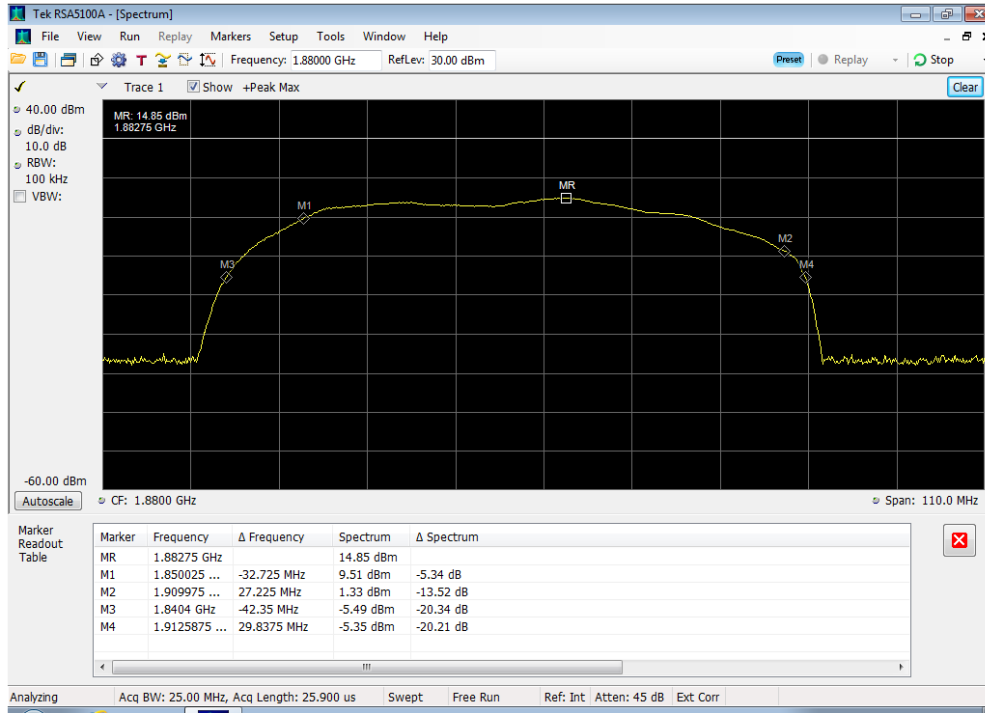 Tek RSA5100A - [Spectrum]
File View Run Replay Markers Setup Tools Window Help
T Frequency: 1.88000 GHz RefLev: 30.00 dBm Preset Replay Stop
Trace 1 Show +Peak Max Clear
40.00 dBm
dB/div:
10.0 dB
RBW:
100 kHz
VBW:
MR: 14.85 dBm
1.88275 GHz
MR
M1
M2
M3
M4
-60.00 dBm
Autoscale CF: 1.8800 GHz Span: 110.0 MHz
Marker
Readout
Table
Marker Frequency Δ Frequency Spectrum Δ Spectrum
MR 1.88275 GHz 14.85 dBm
M1 1.850025 ... -32.725 MHz 9.51 dBm -5.34 dB
M2 1.909975 ... 27.225 MHz 1.33 dBm -13.52 dB
M3 1.8404 GHz -42.35 MHz -5.49 dBm -20.34 dB
M4 1.9125875 ... 29.8375 MHz -5.35 dBm -20.21 dB
Analyzing Acq BW: 25.00 MHz, Acq Length: 25.900 us Swept Free Run Ref: Int Atten: 45 dB Ext Corr